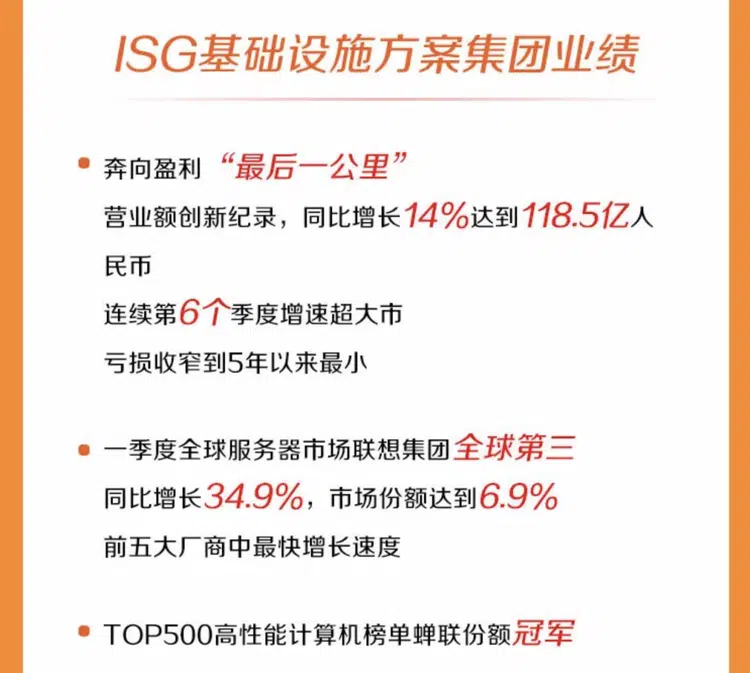 ISG基础设施方案集团业绩
奔向盈利“最后一公里”
营业额创新纪录，同比增长14%达到118.5亿人
民币
连续第6个季度增速超大市
亏损收窄到5年以来最小
一季度全球服务器市场联想集团全球第三
同比增长34.9%，市场份额达到6.9%
前五大厂商中最快增长速度
TOP500高性能计算机榜单蝉联份额冠军